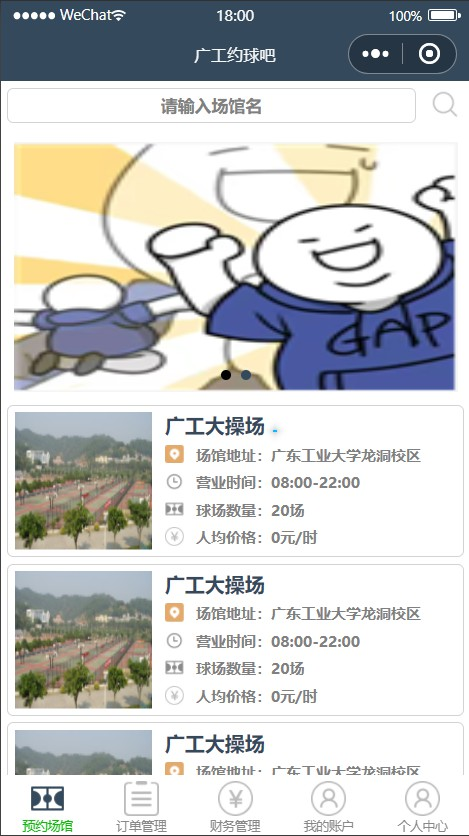 WeChat 18:00 100%
广工约球吧
请输入场馆名
GAP
广工大操场
场馆地址：广东工业大学龙洞校区
营业时间：08:00-22:00
球场数量：20场
人均价格：0元/时
广工大操场
场馆地址：广东工业大学龙洞校区
营业时间：08:00-22:00
球场数量：20场
人均价格：0元/时
广工大操场
场馆地址：广东工业大学龙洞校区
预约场馆 订单管理 财务管理 我的账户 个人中心